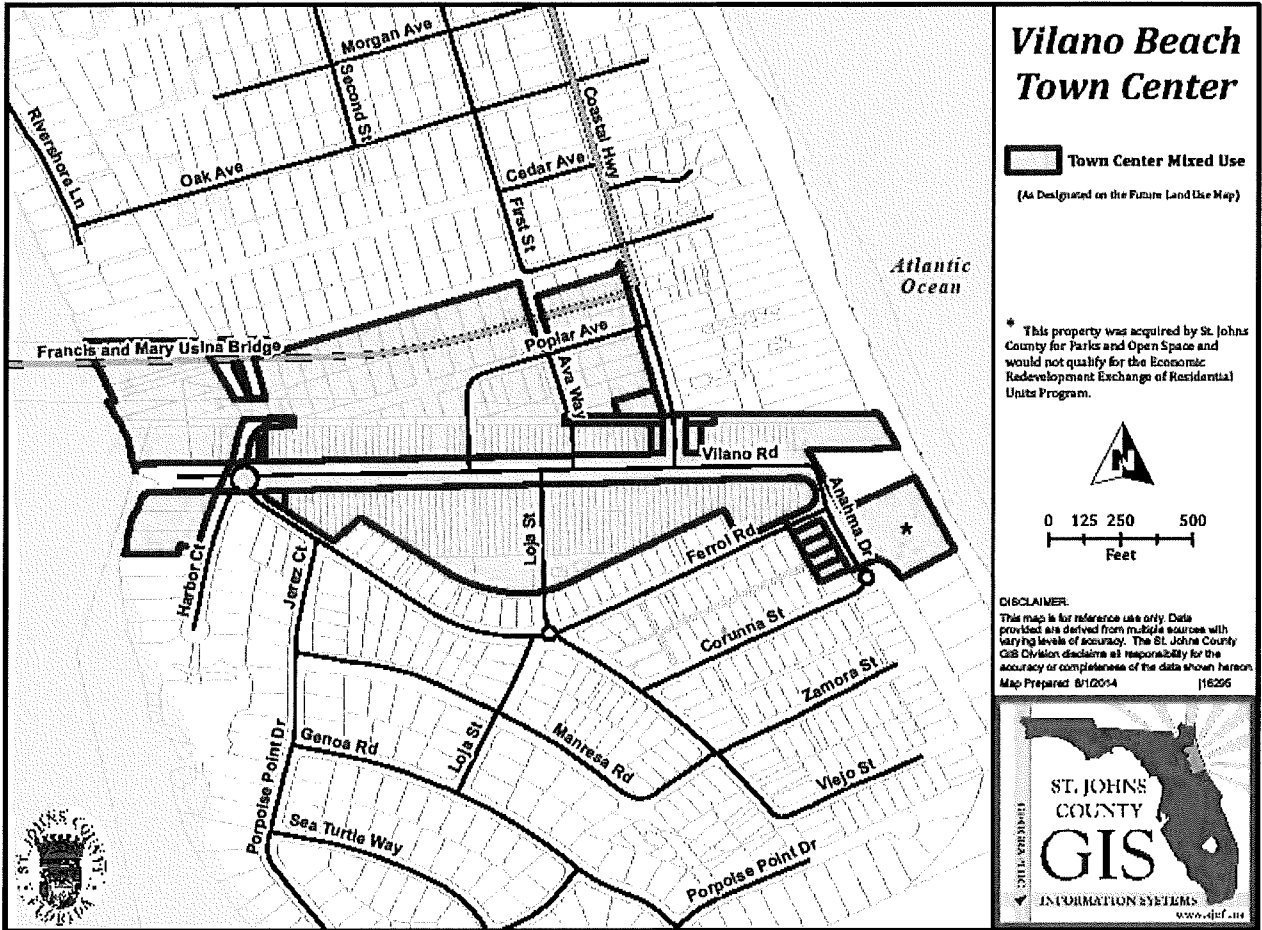 Vilano Beach
Town Center
Town Center Mixed Use
(As Designated on the Future Land Use Map)
* This property was acquired by St. Johns
County for Parks and Open Space and
would not qualify for the Economic
Redevelopment Exchange of Residential
Units Program.
N
0 125 250 500
Feet
DISCLAIMER:
This map is for reference use only. Data
provided are derived from multiple sources with
varying levels of accuracy. The St. Johns County
GIS Division disclaims all responsibility for the
accuracy or completeness of the data shown hereon
Map Prepared: 8/1/2014
ST. JOHNS
COUNTY
GIS
INFORMATION SYSTEMS
Morgan Ave
Second St
Coastal Hwy
Rivershore Ln
Oak Ave
Cedar Ave
First St
Atlantic
Ocean
Francis and Mary Usina Bridge
Poplar Ave
Ava Way
Vilano Rd
Anahma Dr
*
Loja St
Ferrol Rd
Harbor Ct
Jerez Ct
Corunna St
Zamora St
Loja St
Manresa Rd
Genoa Rd
Viejo St
Porpoise Point Dr
Sea Turtle Way
Porpoise Point Dr
ST. JOHNS COUNTY
FLORIDA